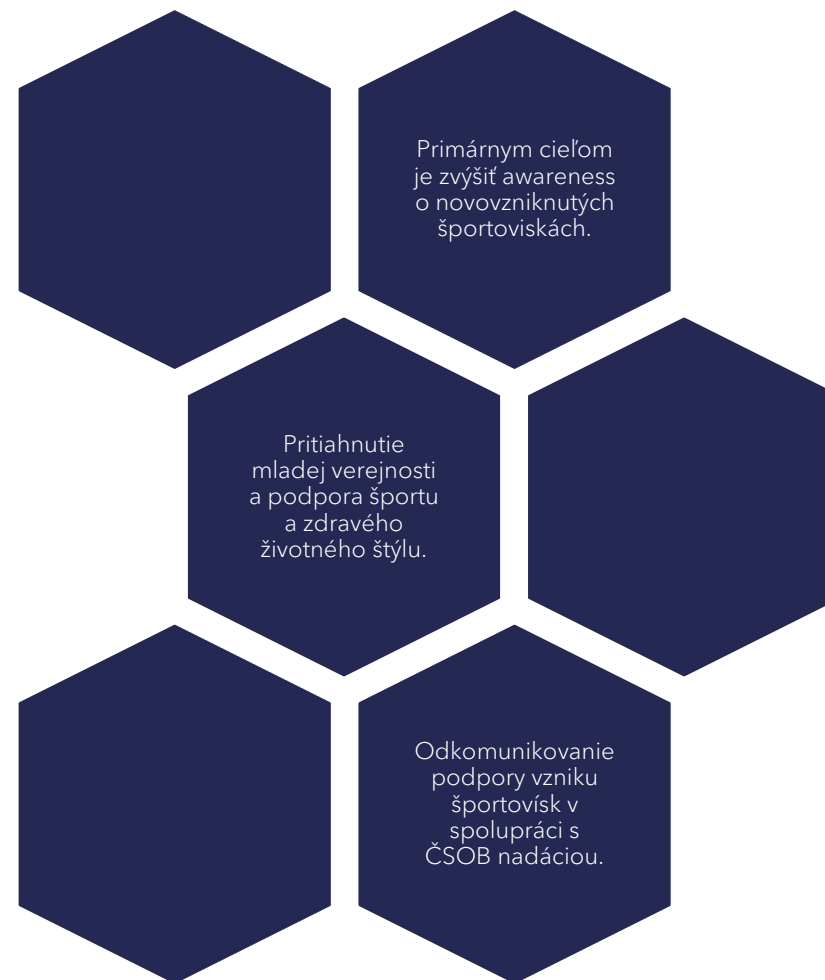 Primárnym cieľom
je zvýšiť awareness
o novovzniknutých
športoviskách.
Pritiahnutie
mladej verejnosti
a podpora športu
a zdravého
životného štýlu.
Odkomunikovanie
podpory vzniku
športovísk v
spolupráci s
ČSOB nadáciou.